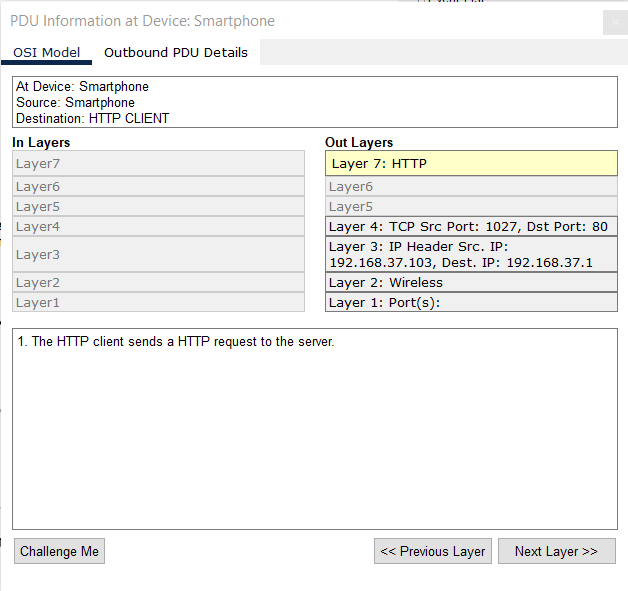 PDU Information at Device: Smartphone
OSI Model
Outbound PDU Details
At Device: Smartphone
Source: Smartphone
Destination: HTTP CLIENT
In Layers
Layer7
Layer6
Layer5
Layer4
Layer3
Layer2
Layer1
Out Layers
Layer 7: HTTP
Layer6
Layer5
Layer 4: TCP Src Port: 1027, Dst Port: 80
Layer 3: IP Header Src. IP:
192.168.37.103, Dest. IP: 192.168.37.1
Layer 2: Wireless
Layer 1: Port(s):
1. The HTTP client sends a HTTP request to the server.
Challenge Me
<< Previous Layer
Next Layer >>